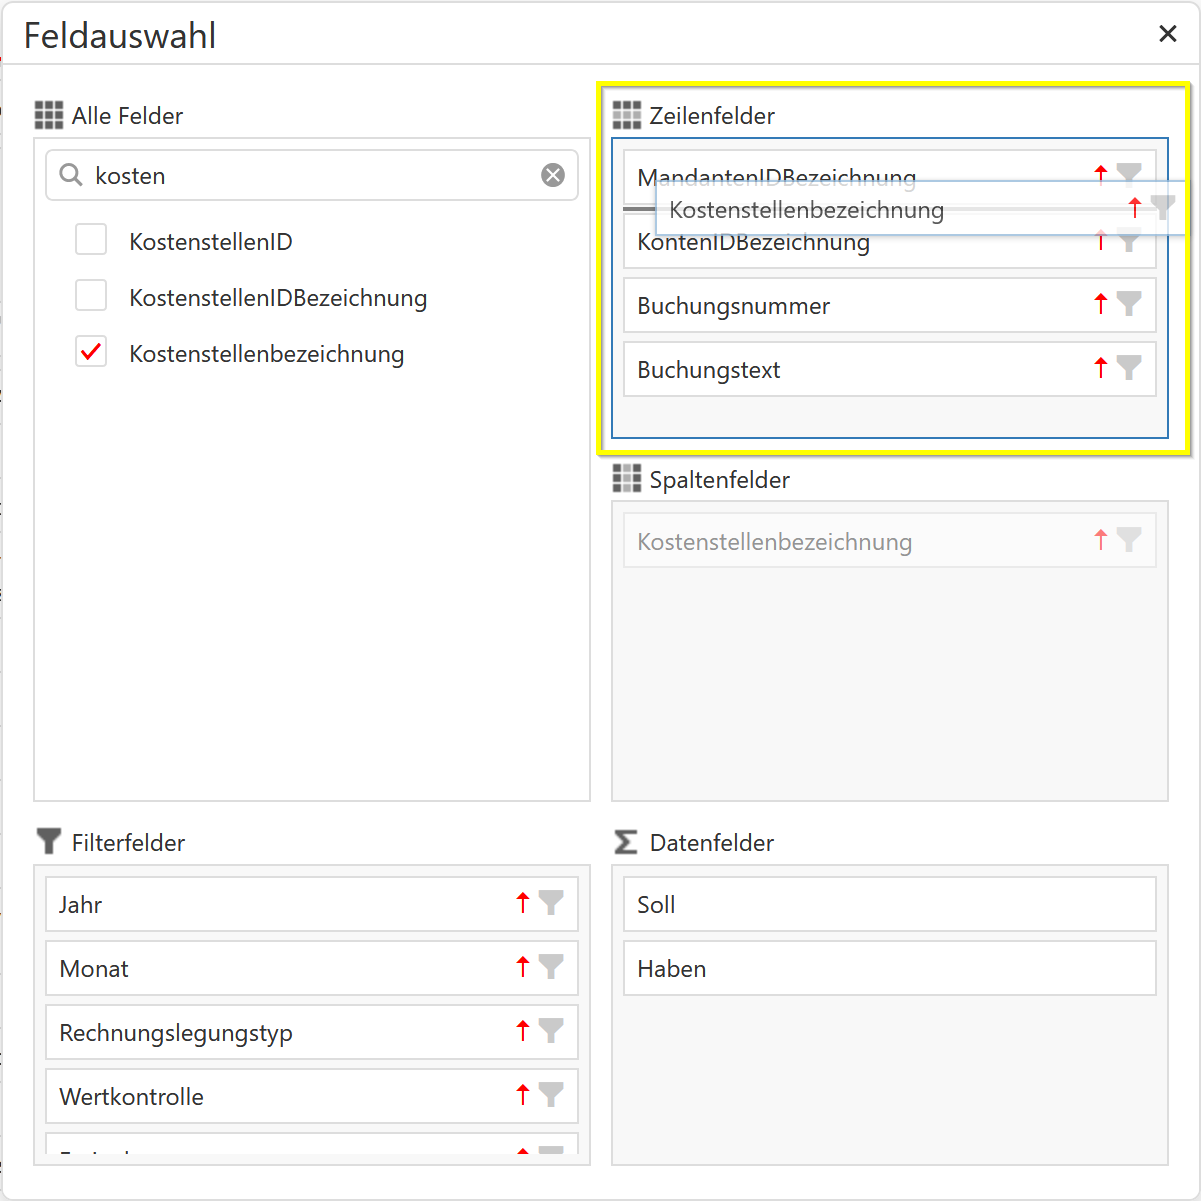 Feldauswahl
Alle Felder
kosten
KostenstellenID
KostenstellenIDBezeichnung
Kostenstellenbezeichnung
Zeilenfelder
MandantenIDBezeichnung
Kostenstellenbezeichnung
KontenIDBezeichnung
Buchungsnummer
Buchungstext
Spaltenfelder
Kostenstellenbezeichnung
Filterfelder
Jahr
Monat
Rechnungslegungstyp
Wertkontrolle
Datenfelder
Soll
Haben